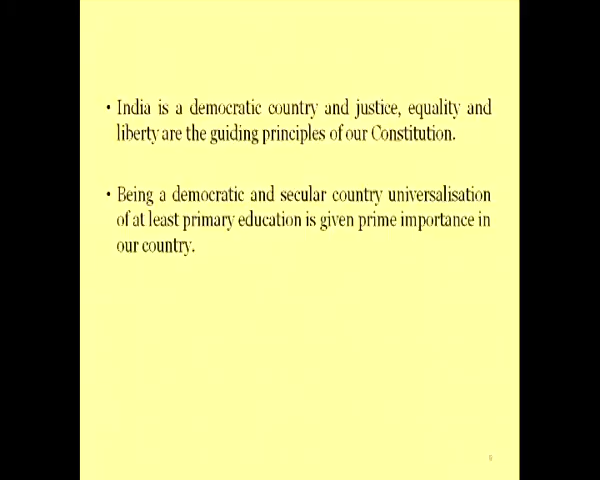 • India is a democratic country and justice, equality and
liberty are the guiding principles of our Constitution.
• Being a democratic and secular country universalisation
of at least primary education is given prime importance in
our country.